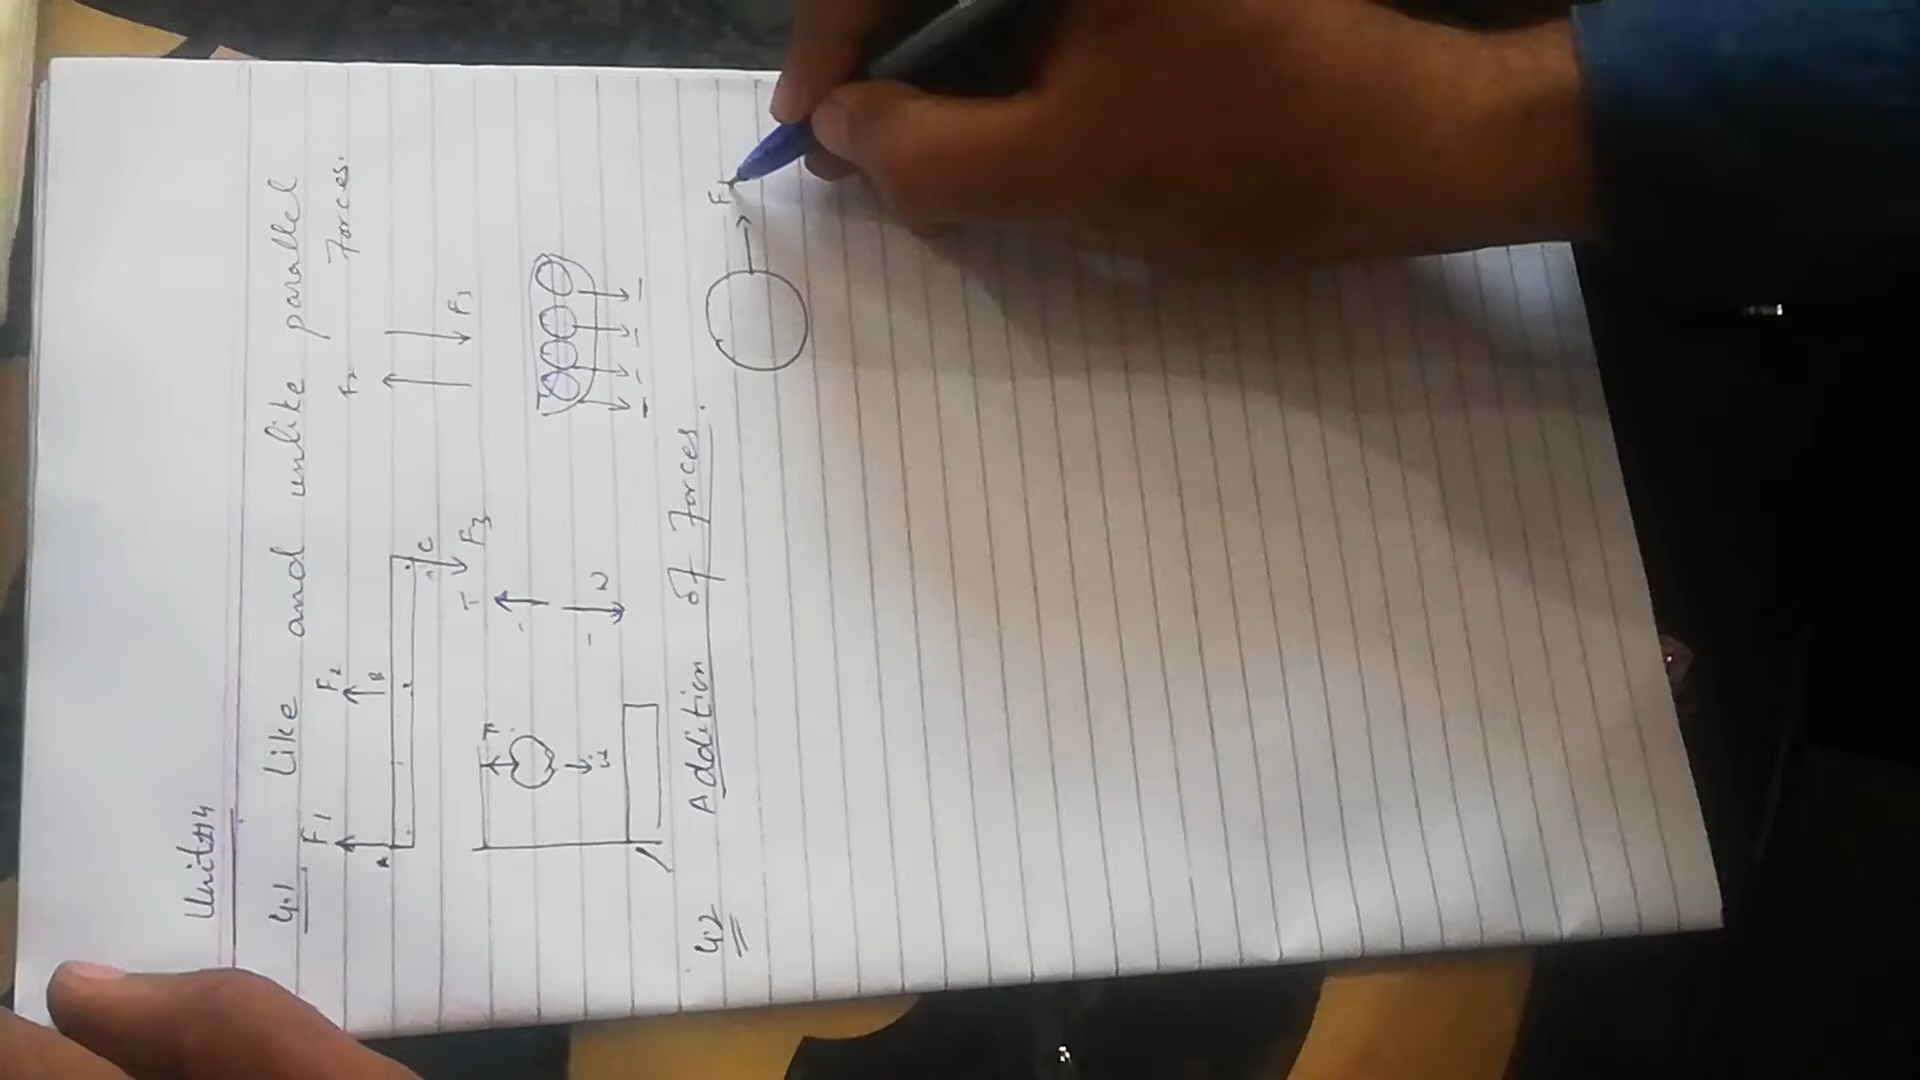 Unit#4
4.1 Like and unlike parallel
forces.
F1 F2 F2
A B C
F3 F1
T T
w W
4.2 Addition of forces.
F1